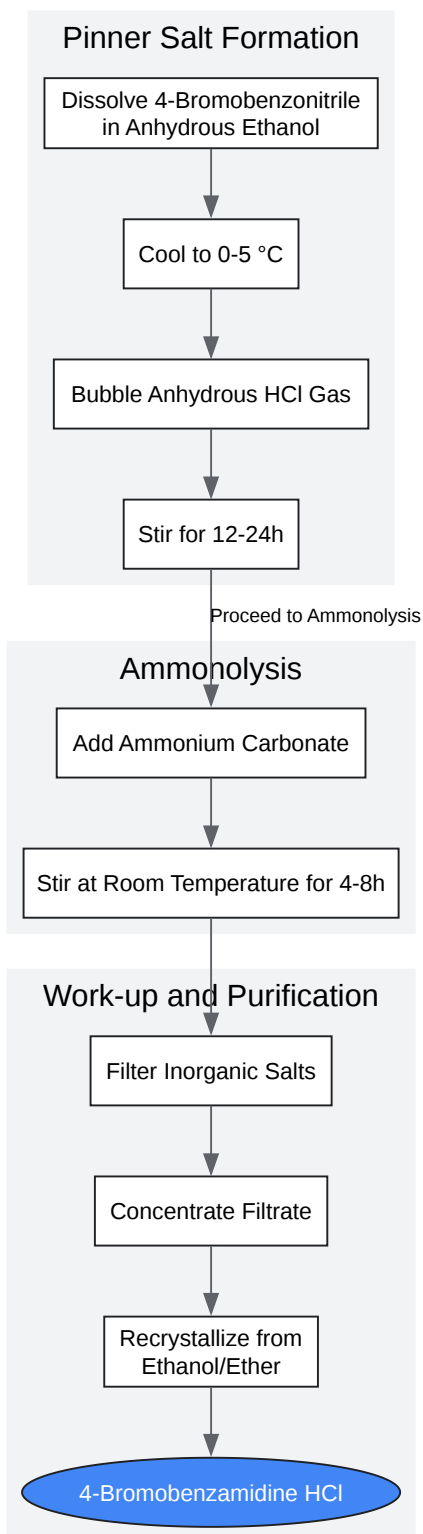 Pinner Salt Formation
Dissolve 4-Bromobenzonitrile
in Anhydrous Ethanol
Cool to 0-5 °C
Bubble Anhydrous HCl Gas
Stir for 12-24h
Proceed to Ammonolysis
Ammonolysis
Add Ammonium Carbonate
Stir at Room Temperature for 4-8h
Work-up and Purification
Filter Inorganic Salts
Concentrate Filtrate
Recrystallize from
Ethanol/Ether
4-Bromobenzamidine HCl